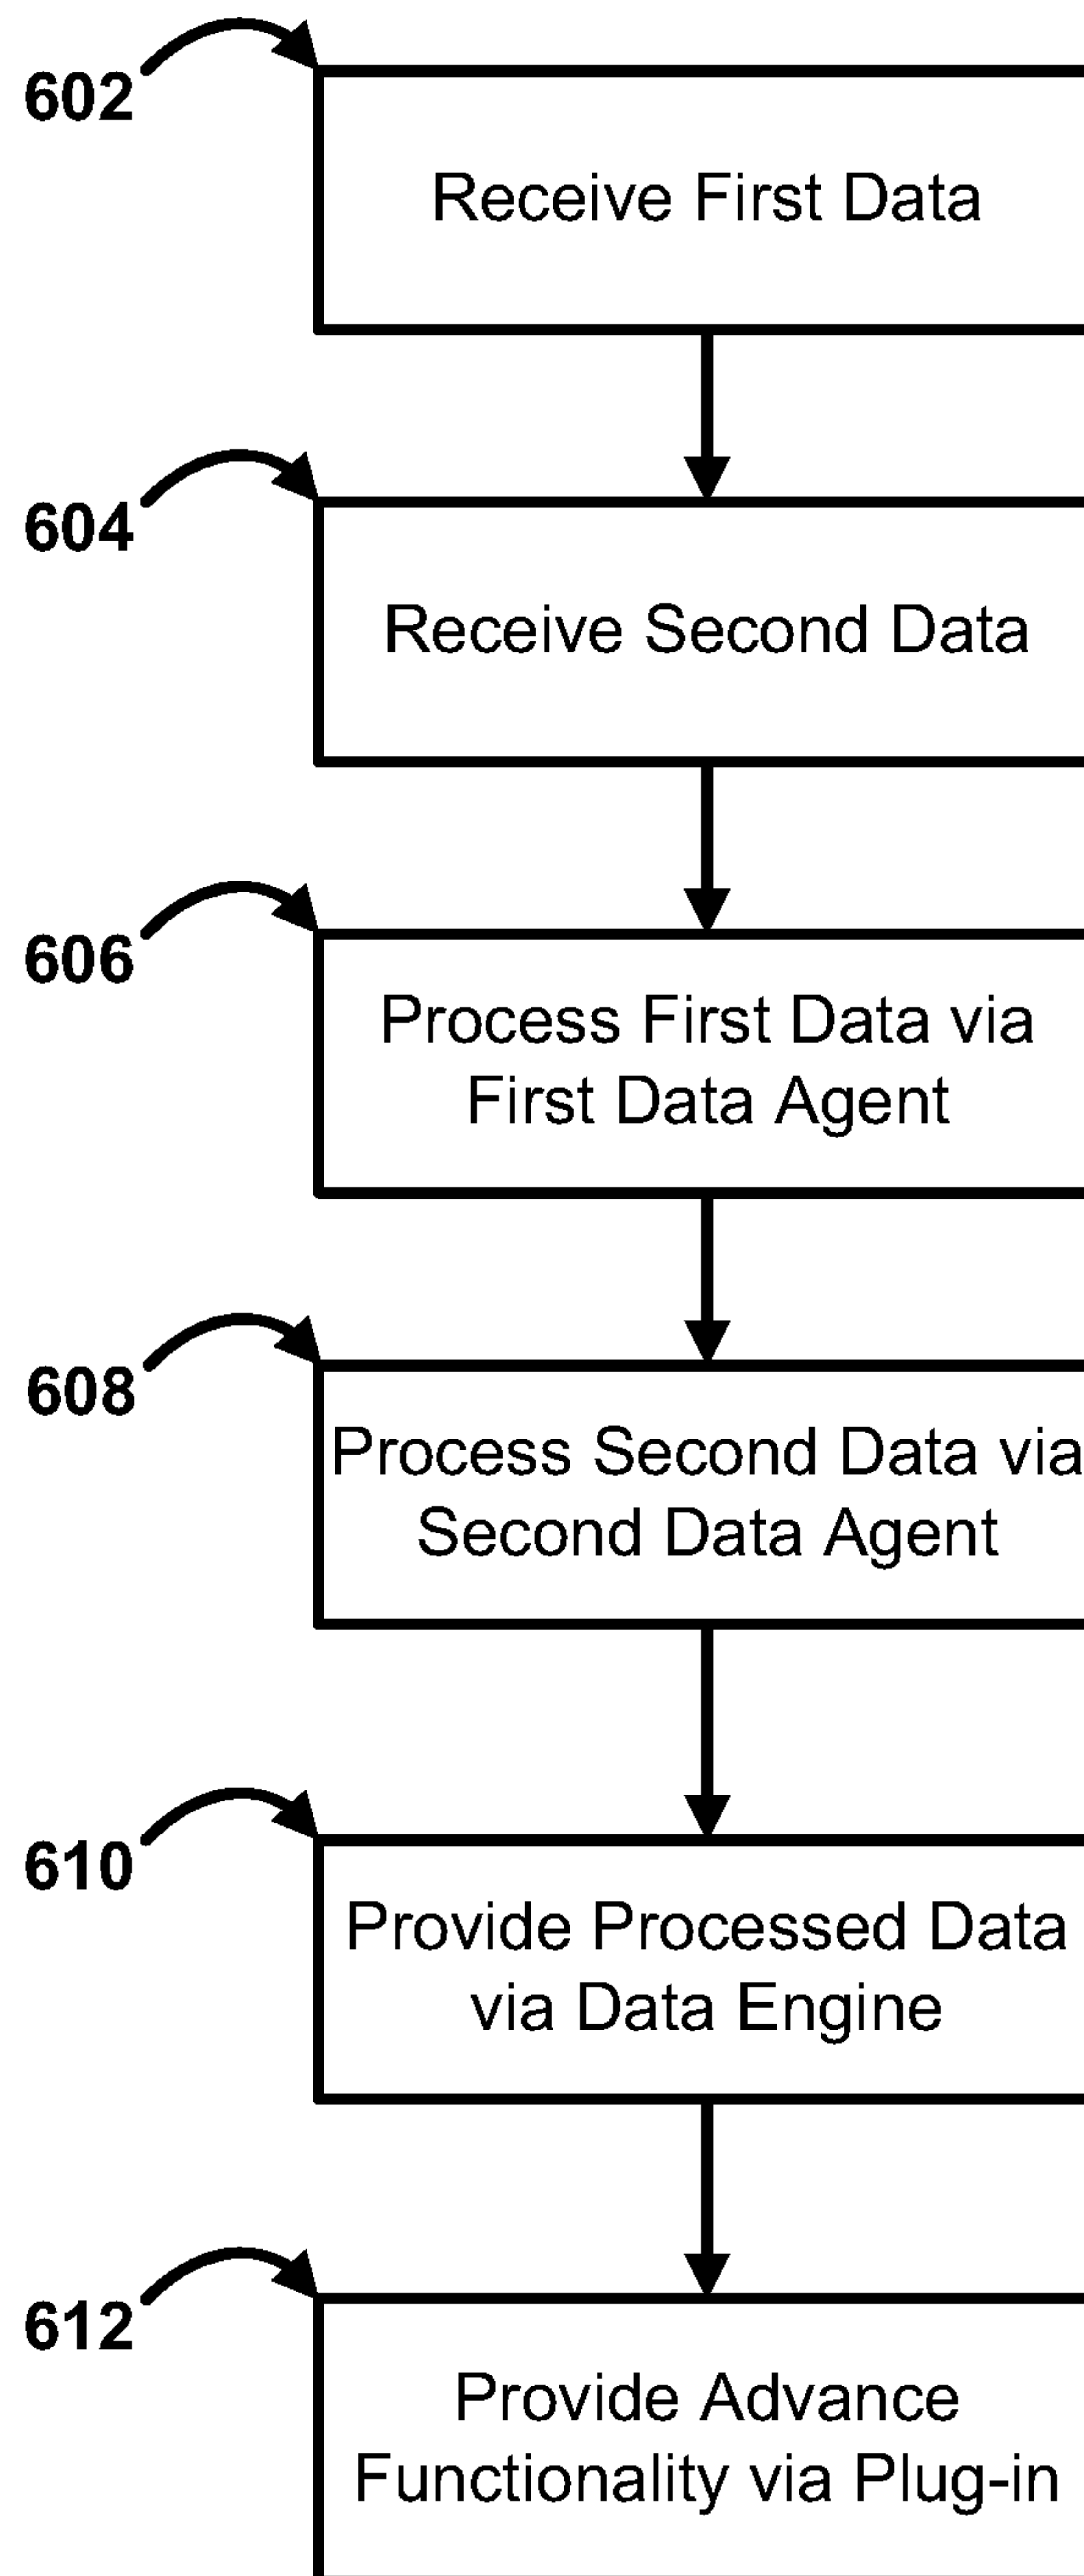 602
Receive First Data
604
Receive Second Data
606
Process First Data via
First Data Agent
608
Process Second Data via
Second Data Agent
610
Provide Processed Data
via Data Engine
612
Provide Advance
Functionality via Plug-in